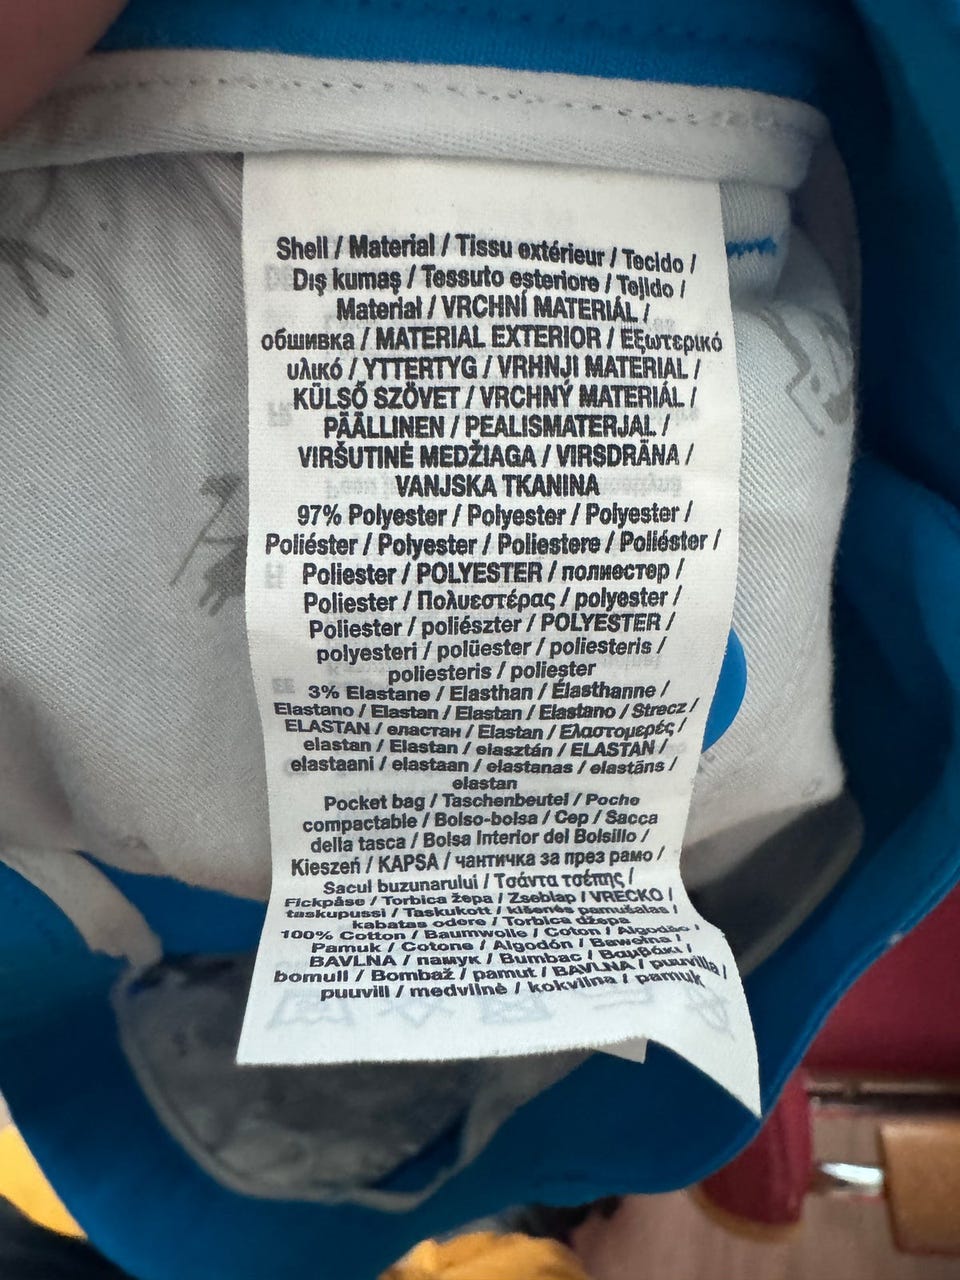 Shell / Material / Tissu extérieur / Tecido /
Dış kumaş / Tessuto esteriore / Tejido /
Materiał / VRCHNÍ MATERIÁL /
обшивка / MATERIAL EXTERIOR / Εξωτερικό
υλικό / YTTERTYG / VRHNJI MATERIAL /
KÜLSŐ SZÖVET / VRCHNÝ MATERIÁL /
PÄÄLLINEN / PEALISMATERJAL /
VIRŠUTINĖ MEDŽIAGA / VIRSDRĀNA /
VANJSKA TKANINA
97% Polyester / Polyester / Polyester /
Poliéster / Polyester / Poliestere / Poliéster /
Poliester / POLYESTER / полиестер /
Poliester / Πολυεστέρας / polyester /
Poliester / poliészter / POLYESTER /
polyesteri / polüester / poliesteris /
poliesteris / poliester
3% Elastane / Elasthan / Élasthanne /
Elastano / Elastan / Elastan / Elastano / Strecz /
ELASTAN / еластан / Elastan / Ελαστομερές /
elastan / Elastan / elasztán / ELASTAN /
elastaani / elastaan / elastanas / elastāns /
elastan
Pocket bag / Taschenbeutel / Poche
compactable / Bolso-bolsa / Cep / Sacca
della tasca / Bolsa Interior del Bolsillo /
Kieszeń / KAPSA / чантичка за през рамо /
Sacul buzunarului / Τσάντα τσέπης /
Fickpåse / Torbica žepa / Zseblap / VRECKO /
taskupussi / Taskukott / kišenės pamušalas /
kabatas odere / Torbica džepa
100% Cotton / Baumwolle / Coton / Algodão /
Pamuk / Cotone / Algodón / Bawełna /
BAVLNA / памук / Bumbac / Βαμβάκι /
bomull / Bombaž / pamut / BAVLNA / puuvilla /
puuvill / medvilnė / kokvilna / pamuk